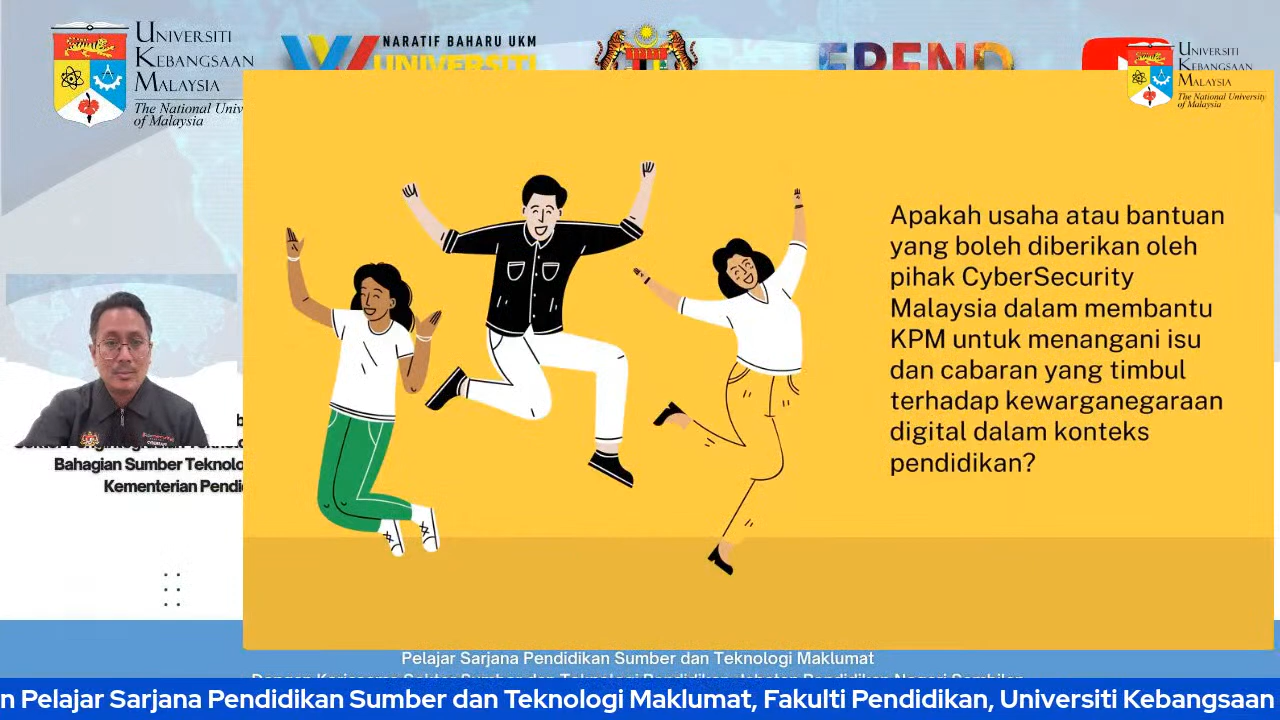 UNIVERSITI
KEBANGSAAN
MALAYSIA
The National
of Malaysia
NARATIF BAHARU UKM
UNIVERSITI
UNIVERSITI
KEBANGSAAN
MALAYSIA
The National University
of Malaysia
Apakah usaha atau bantuan
yang boleh diberikan oleh
pihak CyberSecurity
Malaysia dalam membantu
KPM untuk menangani isu
dan cabaran yang timbul
terhadap kewarganegaraan
digital dalam konteks
pendidikan?
Bahagian Sumber
Kementerian
Pelajar Sarjana Pendidikan Sumber dan Teknologi Maklumat
n Pelajar Sarjana Pendidikan Sumber dan Teknologi Maklumat, Fakulti Pendidikan, Universiti Kebangsaan